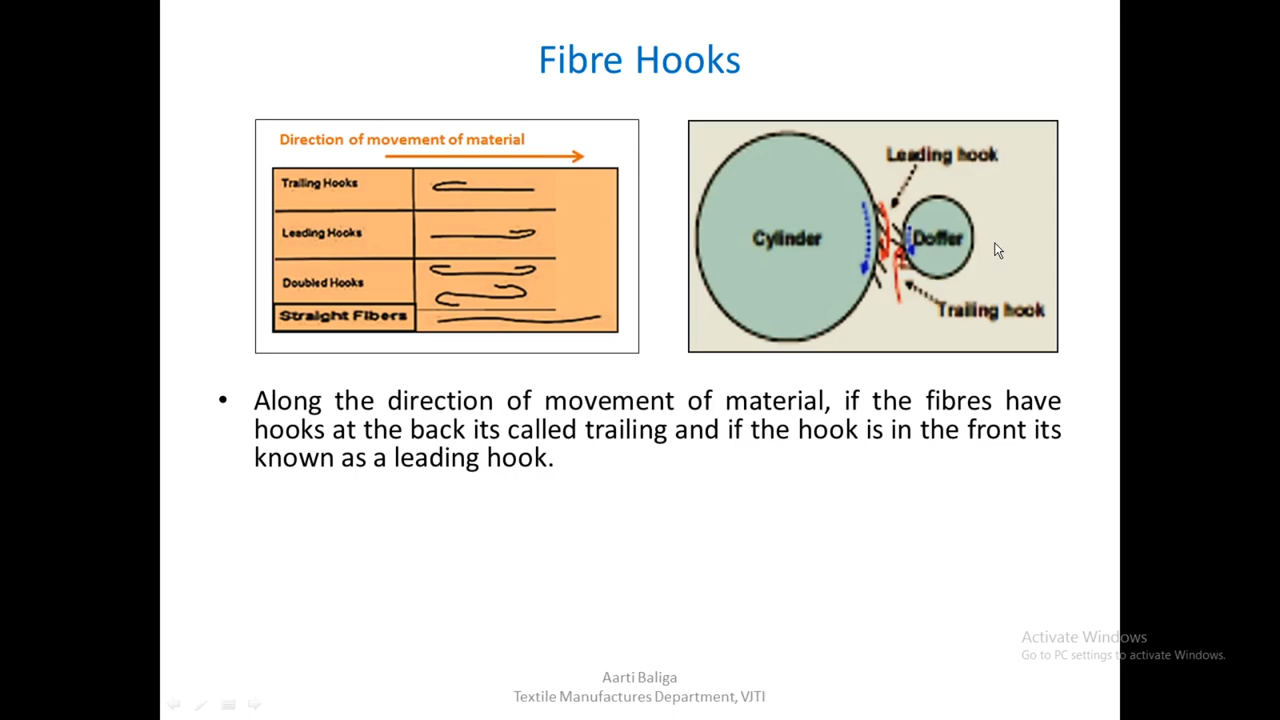 Fibre Hooks
Direction of movement of material
Trailing Hooks
Leading Hooks
Doubled Hooks
Straight Fibers
Leading hook
Cylinder
Doffer
Trailing hook
• Along the direction of movement of material, if the fibres have
hooks at the back its called trailing and if the hook is in the front its
known as a leading hook.
Activate Windows
Go to PC settings to activate Windows.
Aarti Baliga
Textile Manufactures Department, VJTI